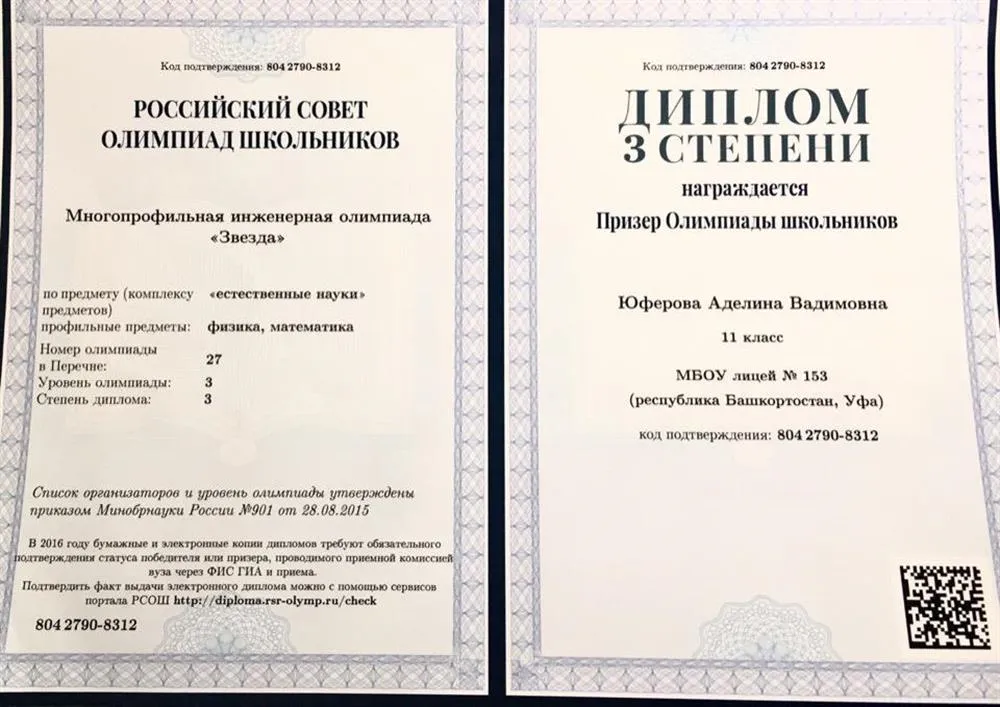 Код подтверждения: 804 2790-8312
РОССИЙСКИЙ СОВЕТ
ОЛИМПИАД ШКОЛЬНИКОВ
Многопрофильная инженерная олимпиада
«Звезда»
по предмету (комплексу «естественные науки»
предметов)
профильные предметы: физика, математика
Номер олимпиады
в Перечне: 27
Уровень олимпиады: 3
Степень диплома: 3
Список организаторов и уровень олимпиады утверждены
приказом Минобрнауки России №901 от 28.08.2015
В 2016 году бумажные и электронные копии дипломов требуют обязательного
подтверждения статуса победителя или призера, проводимого приемной комиссией
вуза через ФИС ГИА и приема.
Подтвердить факт выдачи электронного диплома можно с помощью сервисов
портала РСОШ http://diploma.rsr-olymp.ru/check
804 2790-8312
Код подтверждения: 804 2790-8312
ДИПЛОМ
3 СТЕПЕНИ
награждается
Призер Олимпиады школьников
Юферова Аделина Вадимовна
11 класс
МБОУ лицей № 153
(республика Башкортостан, Уфа)
код подтверждения: 804 2790-8312